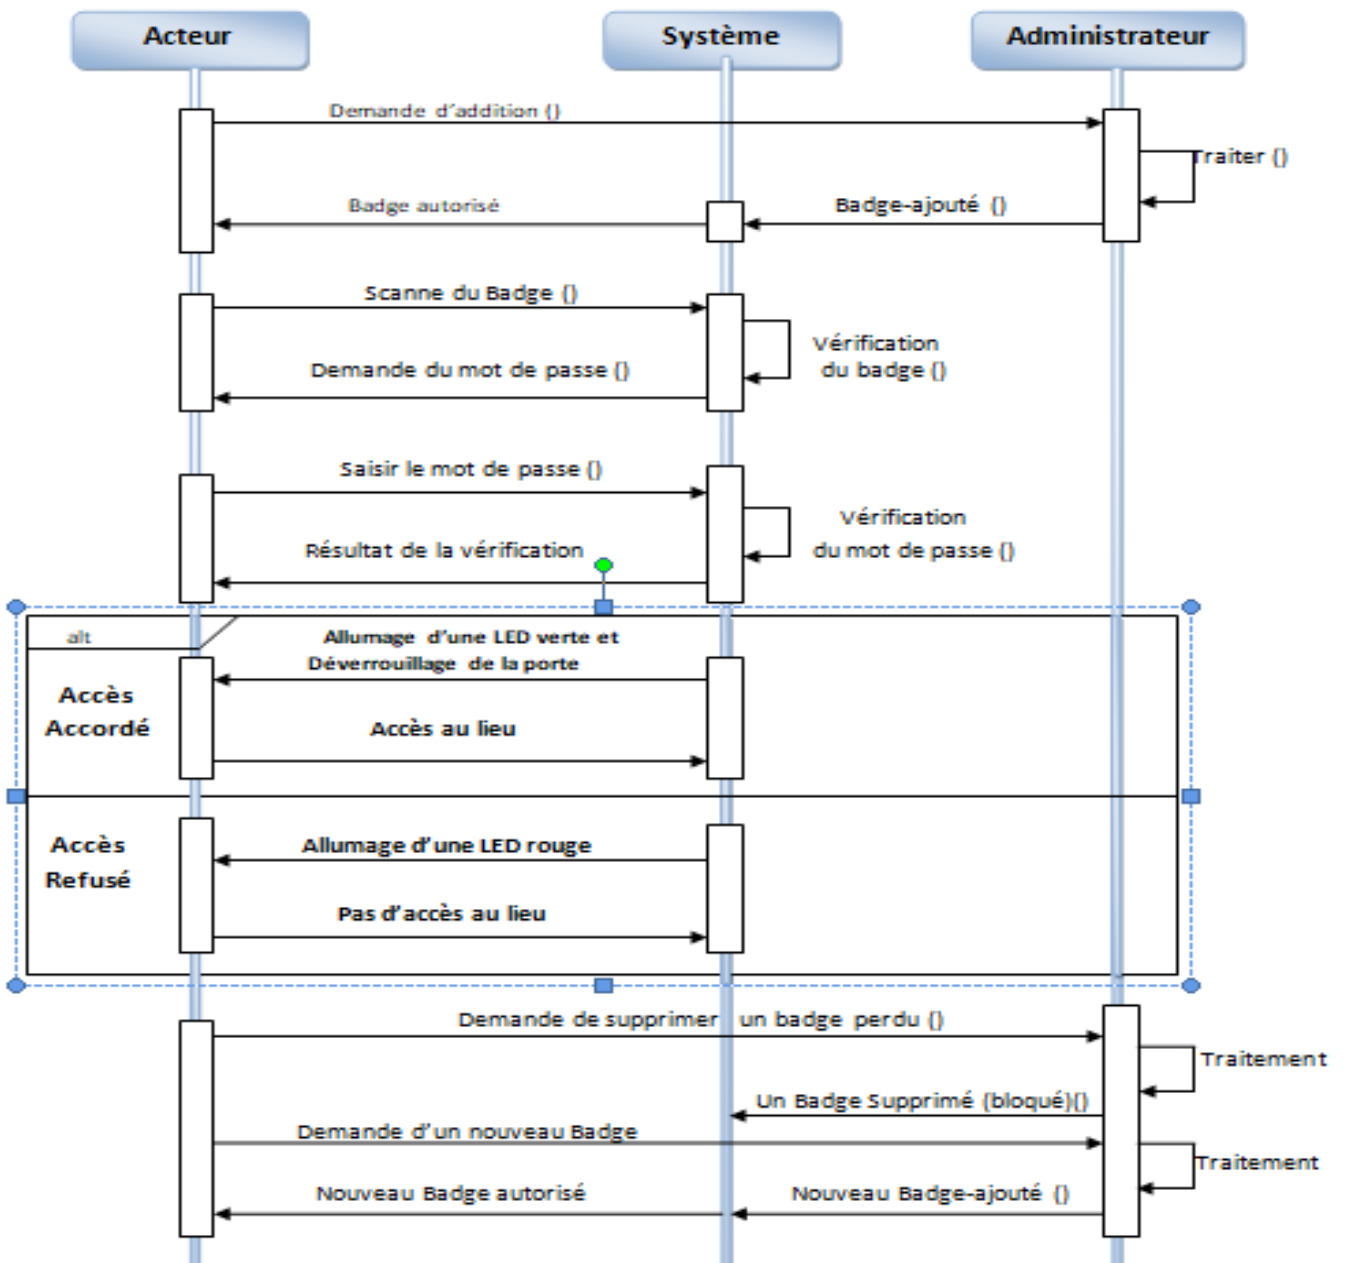 Acteur
Système
Administrateur
Demande d'addition ()
Traiter ()
Badge autorisé
Badge-ajouté ()
Scanne du Badge ()
Vérification
du badge ()
Demande du mot de passe ()
Saisir le mot de passe ()
Vérification
du mot de passe ()
Résultat de la vérification
alt
Allumage d'une LED verte et
Déverrouillage de la porte
Accès
Accordé
Accès au lieu
Accès
Refusé
Allumage d'une LED rouge
Pas d'accès au lieu
Demande de supprimer un badge perdu ()
Traitement
Un Badge Supprimé (bloqué)()
Demande d'un nouveau Badge
Traitement
Nouveau Badge autorisé
Nouveau Badge-ajouté ()